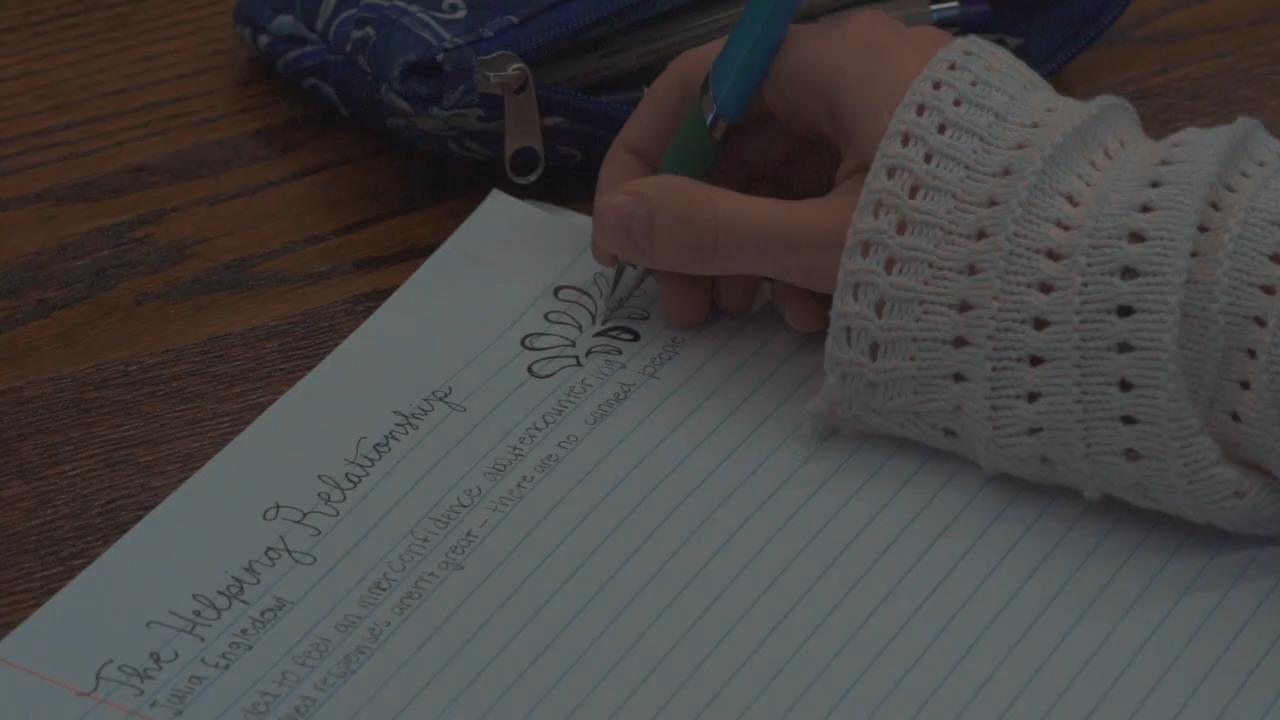 The Helping Relationship
Julia Engledowl
to feel an inner confidence about encountering
responses aren't great - there are no canned people